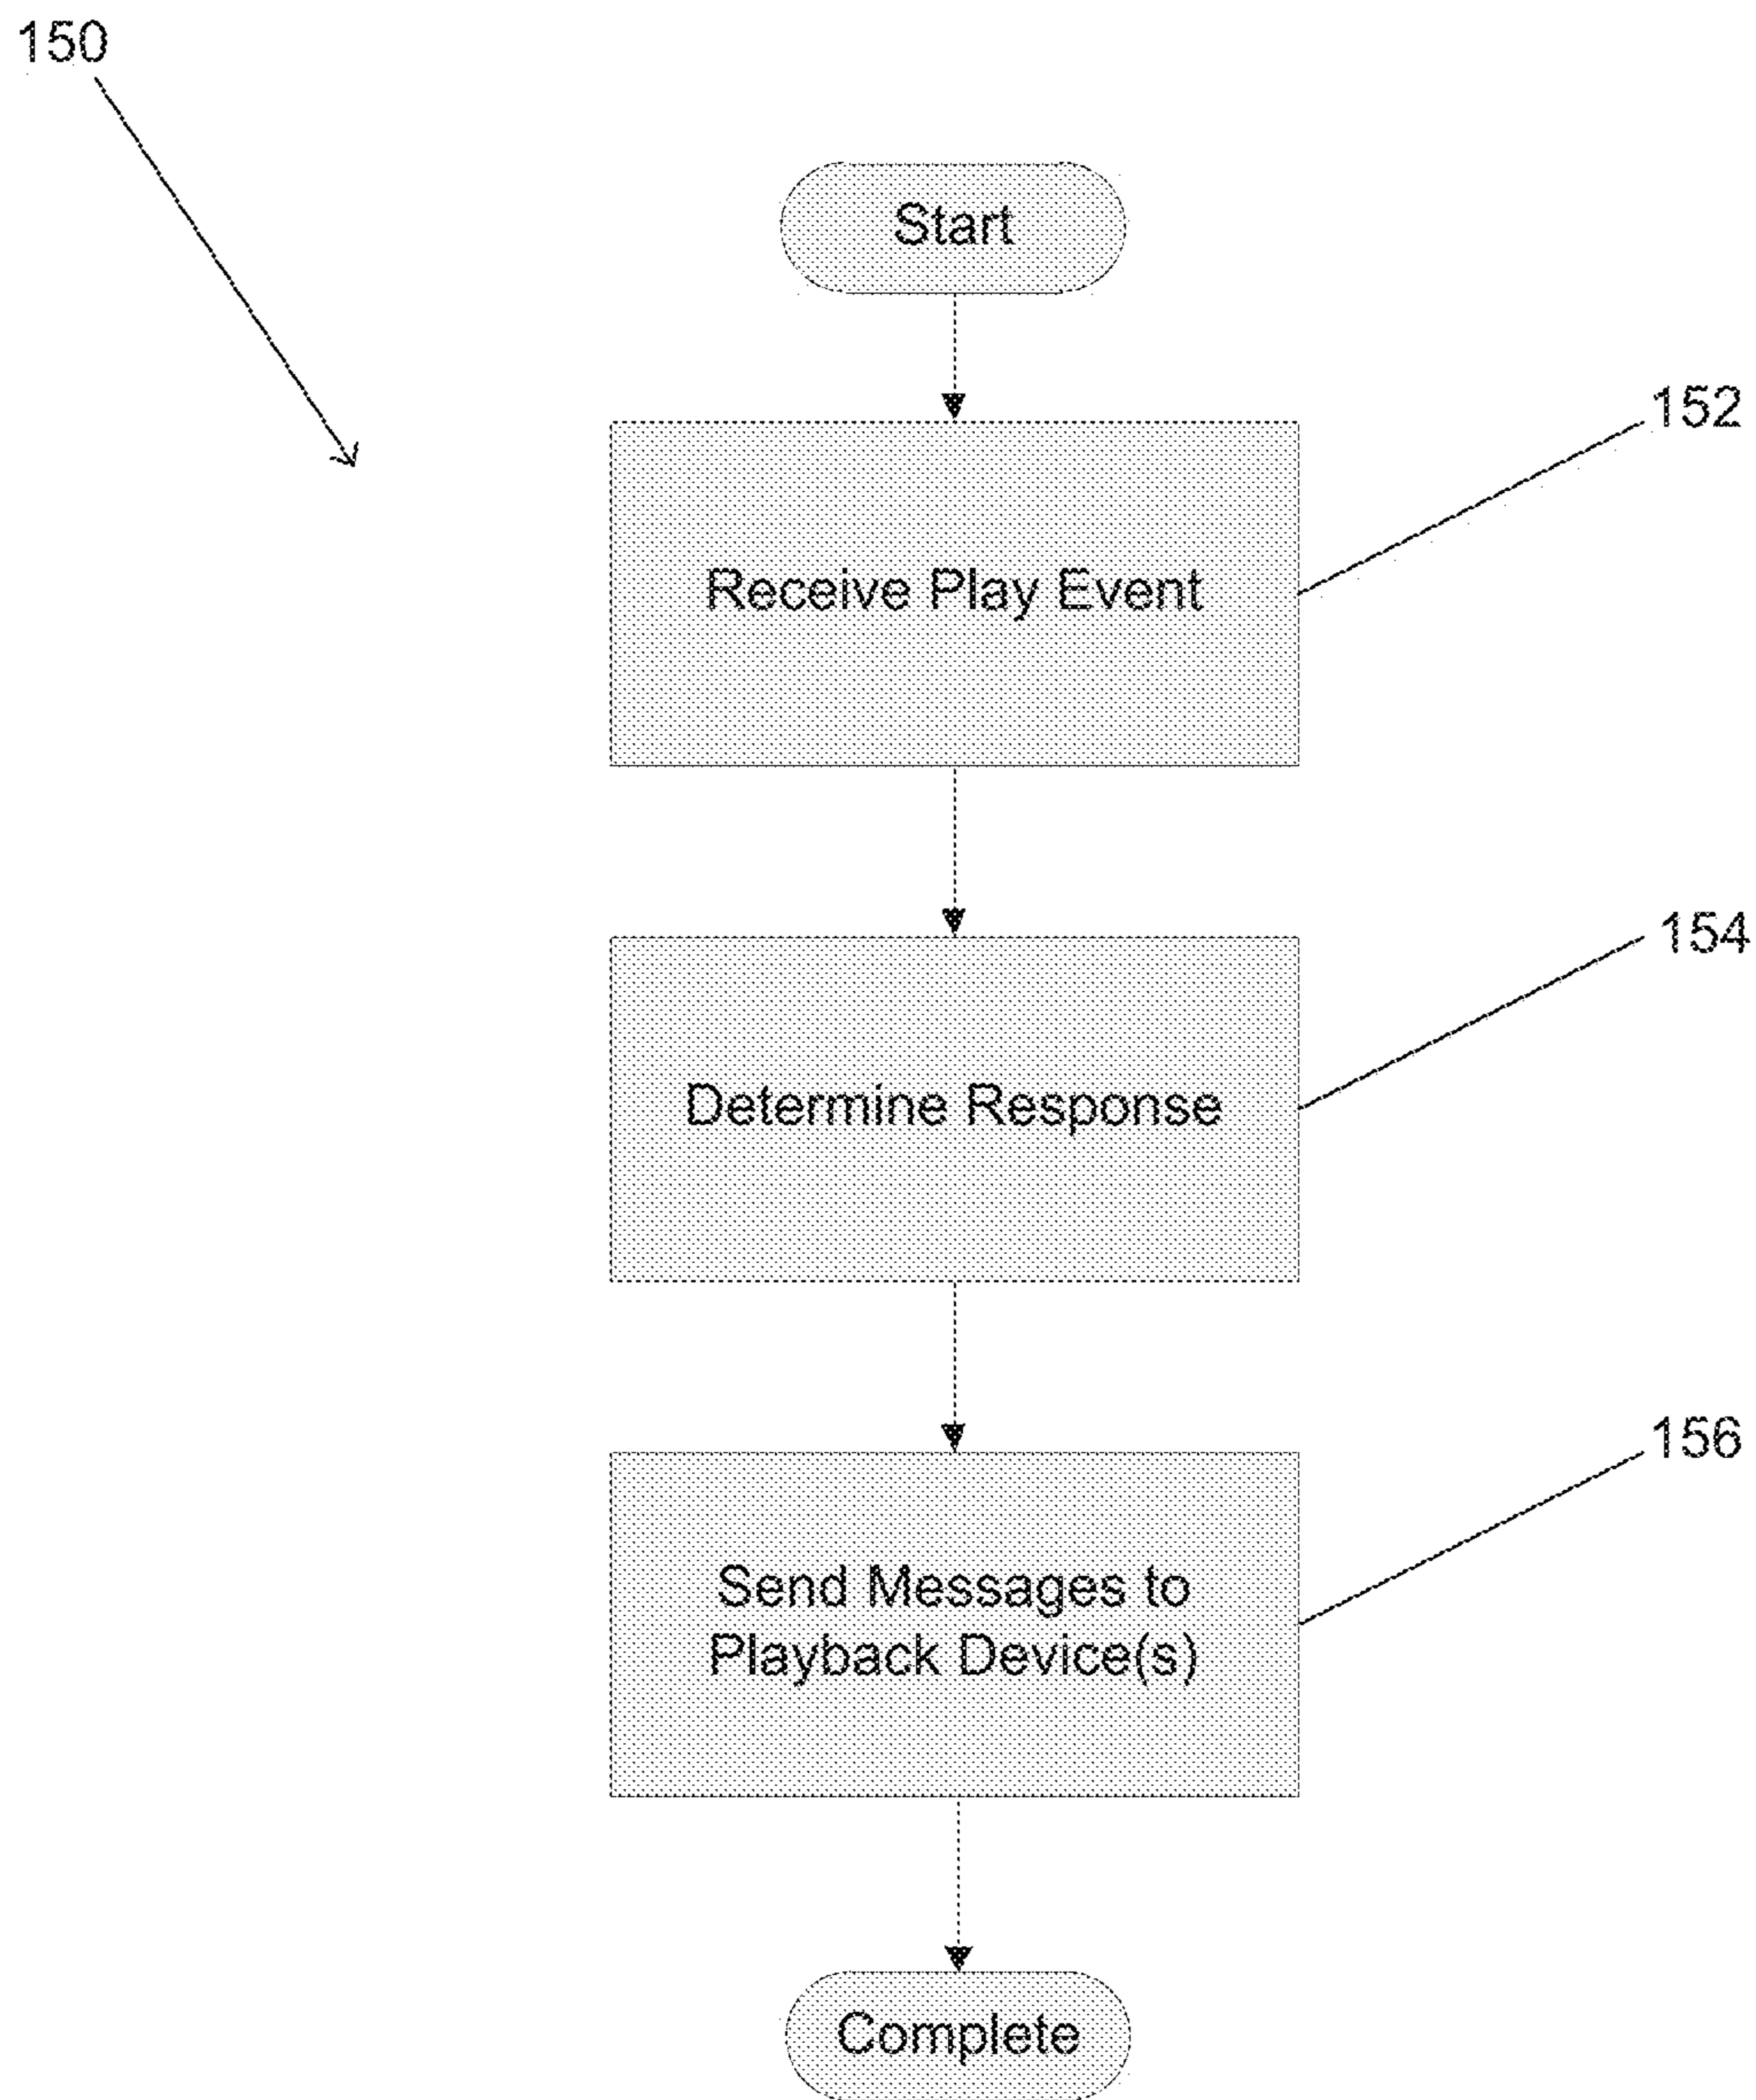 150
Start
152
Receive Play Event
154
Determine Response
156
Send Messages to
Playback Device(s)
Complete